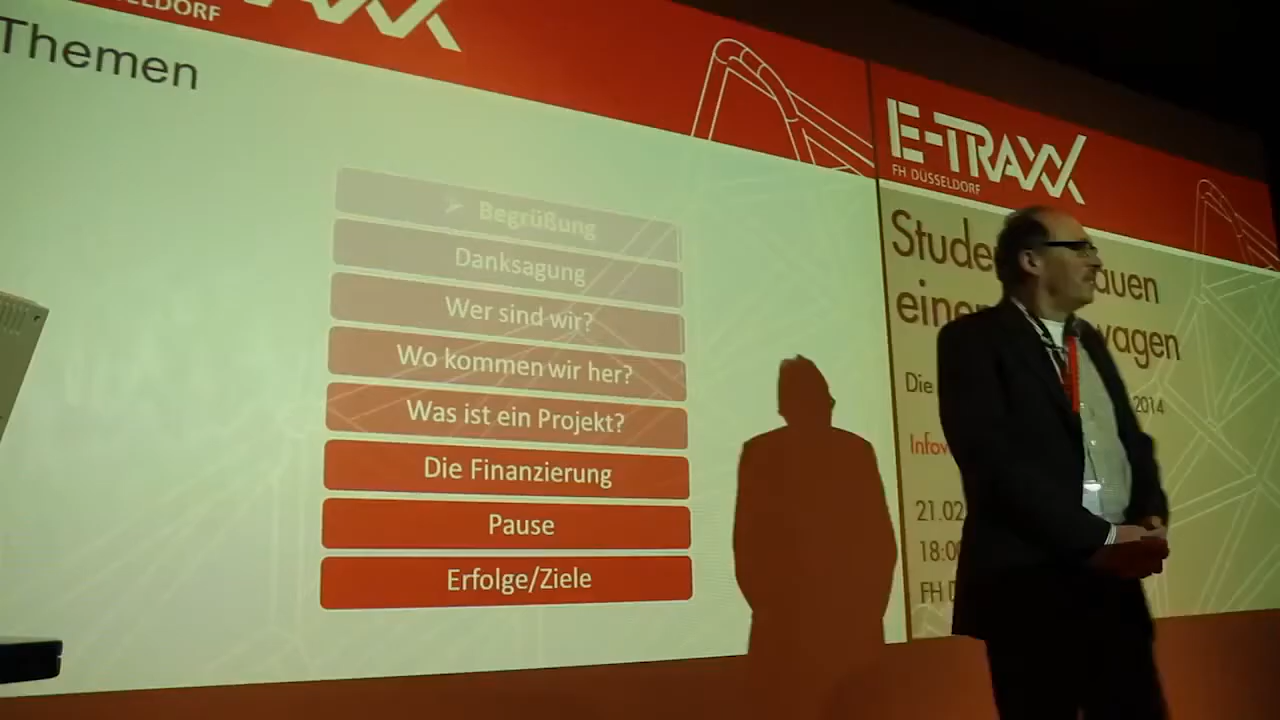 Themen
Begrüßung
Danksagung
Wer sind wir?
Wo kommen wir her?
Was ist ein Projekt?
Die Finanzierung
Pause
Erfolge/Ziele
E-TRAXX
FH DÜSSELDORF
Stude auen
eine wagen
Die 2014
Infov
21.02
18:00
FH D